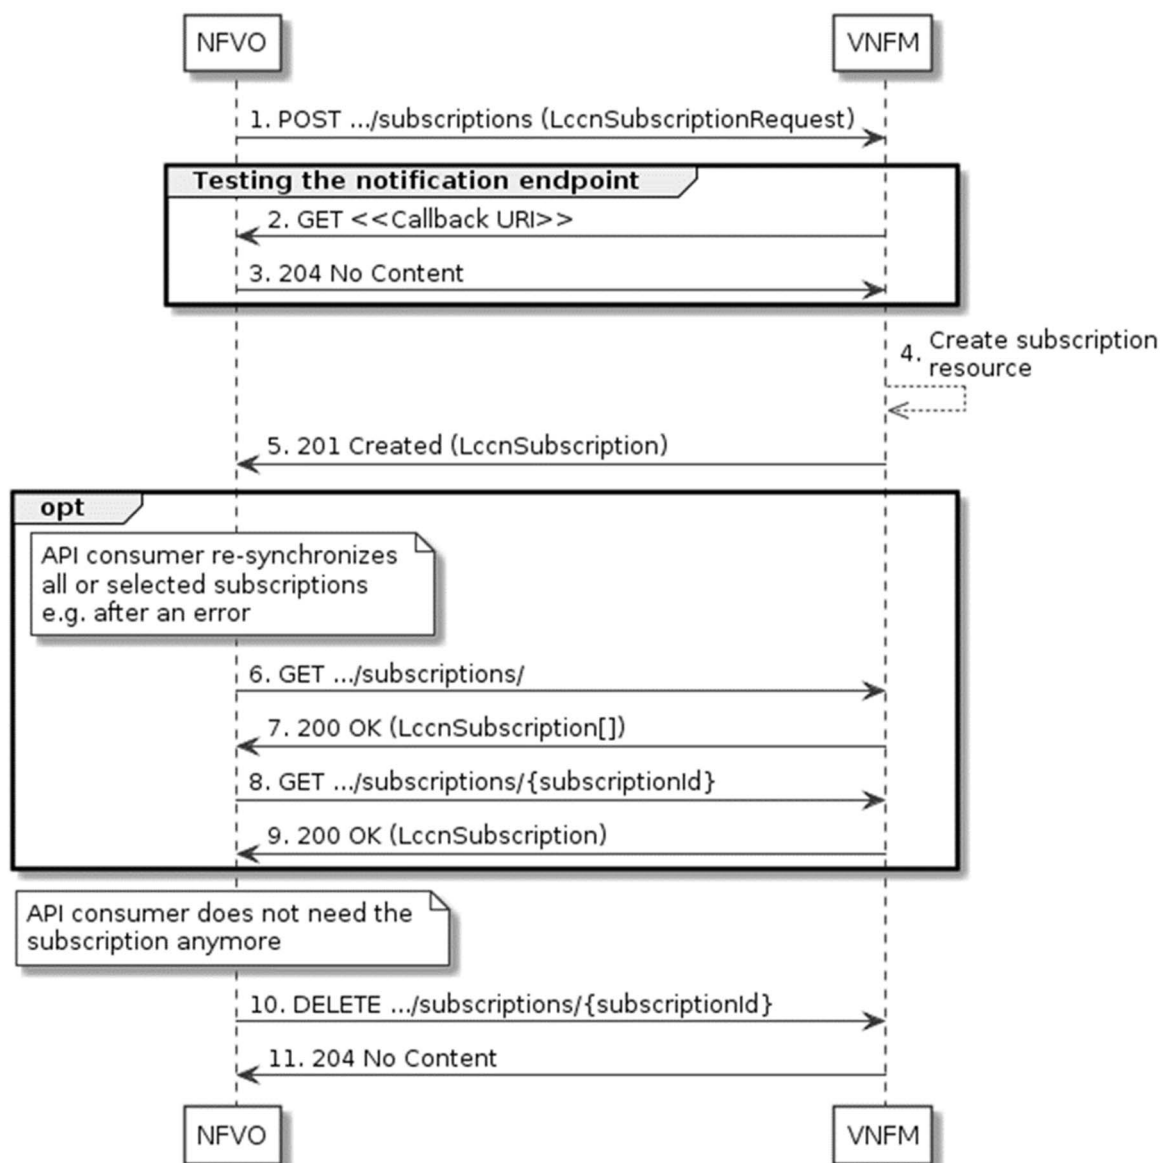 NFVO
VNFM
1. POST .../subscriptions (LccnSubscriptionRequest)
Testing the notification endpoint
2. GET <<Callback URI>>
3. 204 No Content
4. Create subscription
resource
5. 201 Created (LccnSubscription)
opt
API consumer re-synchronizes
all or selected subscriptions
e.g. after an error
6. GET .../subscriptions/
7. 200 OK (LccnSubscription[])
8. GET .../subscriptions/{subscriptionId}
9. 200 OK (LccnSubscription)
API consumer does not need the
subscription anymore
10. DELETE .../subscriptions/{subscriptionId}
11. 204 No Content
NFVO
VNFM